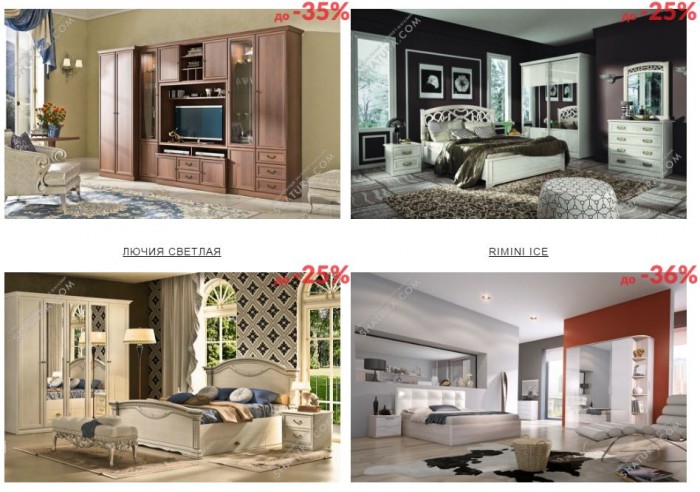 до -35%
до -25%
ЛЮЧИЯ СВЕТЛАЯ
RIMINI ICE
до -25%
до -36%